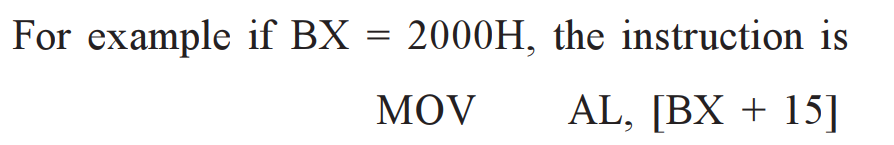 For example if BX = 2000H, the instruction is
MOV AL, [BX + 15]